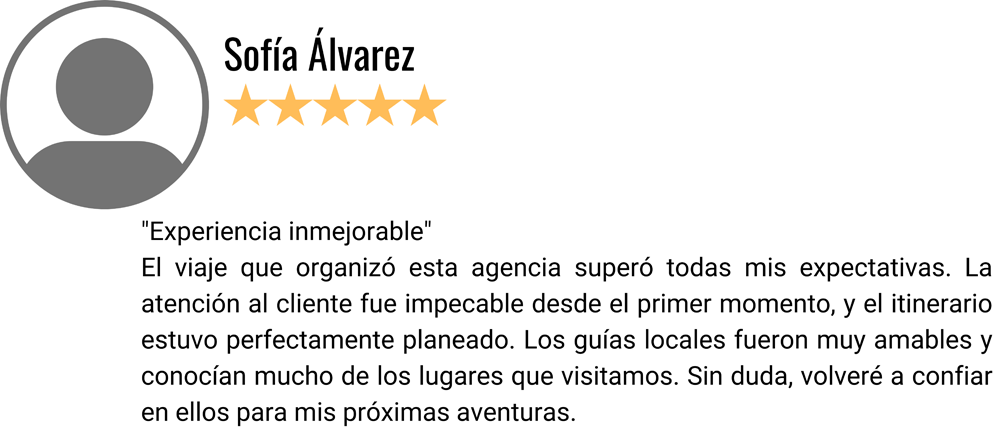 Sofía Álvarez
"Experiencia inmejorable"
El viaje que organizó esta agencia superó todas mis expectativas. La
atención al cliente fue impecable desde el primer momento, y el itinerario
estuvo perfectamente planeado. Los guías locales fueron muy amables y
conocían mucho de los lugares que visitamos. Sin duda, volveré a confiar
en ellos para mis próximas aventuras.